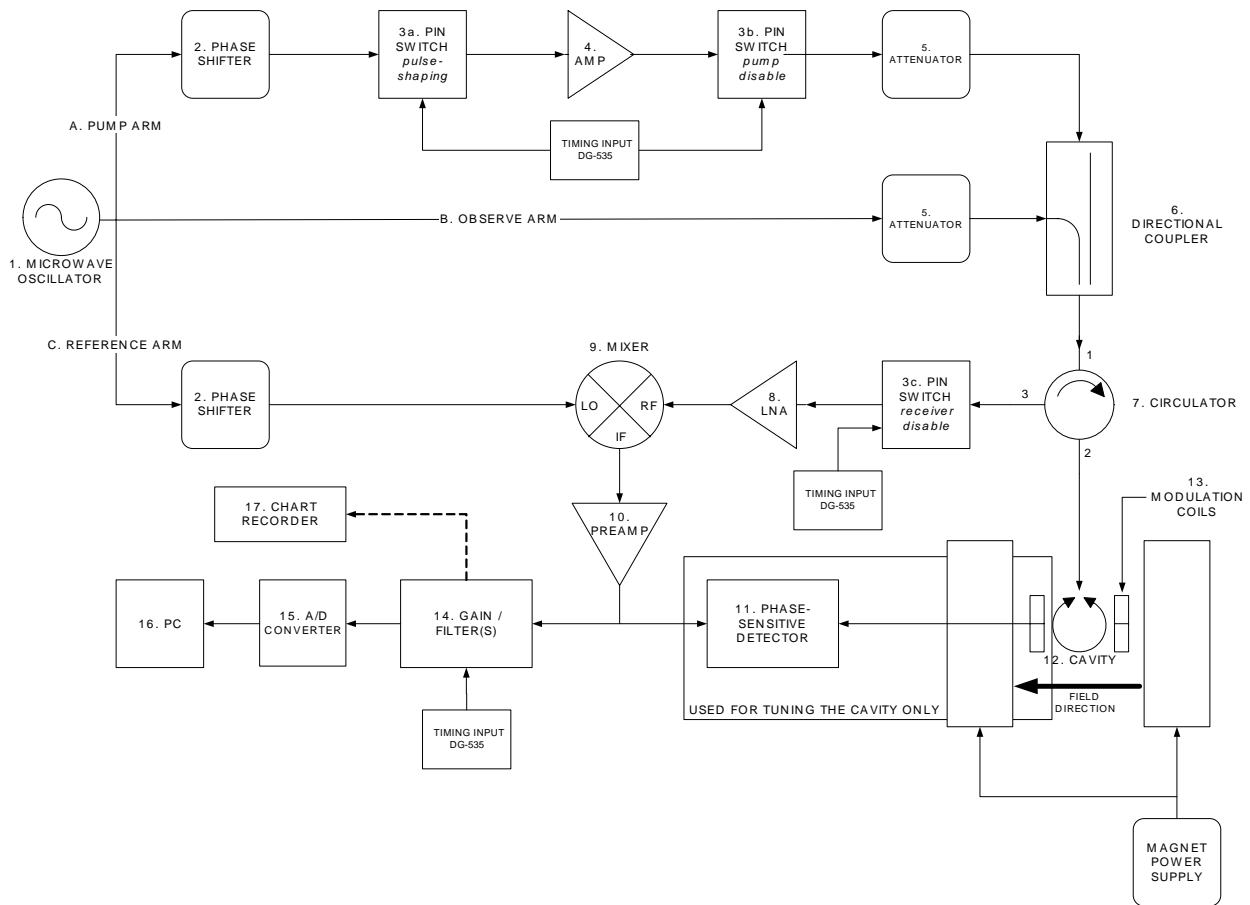 2. PHASE
SHIFTER
3a. PIN
SWITCH
pulse-
shaping
4.
AMP
3b. PIN
SWITCH
pump
disable
5.
ATTENUATOR
A. PUMP ARM
TIMING INPUT
DG-535
B. OBSERVE ARM
5.
ATTENUATOR
6.
DIRECTIONAL
COUPLER
1. MICROWAVE
OSCILLATOR
C. REFERENCE ARM
2. PHASE
SHIFTER
9. MIXER
LO
RF
IF
8.
LNA
3c. PIN
SWITCH
receiver
disable
1
3
2
7. CIRCULATOR
TIMING INPUT
DG-535
13.
MODULATION
COILS
17. CHART
RECORDER
10.
PREAMP
16. PC
15. A/D
CONVERTER
14. GAIN /
FILTER(S)
11. PHASE-
SENSITIVE
DETECTOR
12. CAVITY
FIELD
DIRECTION
USED FOR TUNING THE CAVITY ONLY
TIMING INPUT
DG-535
MAGNET
POWER
SUPPLY